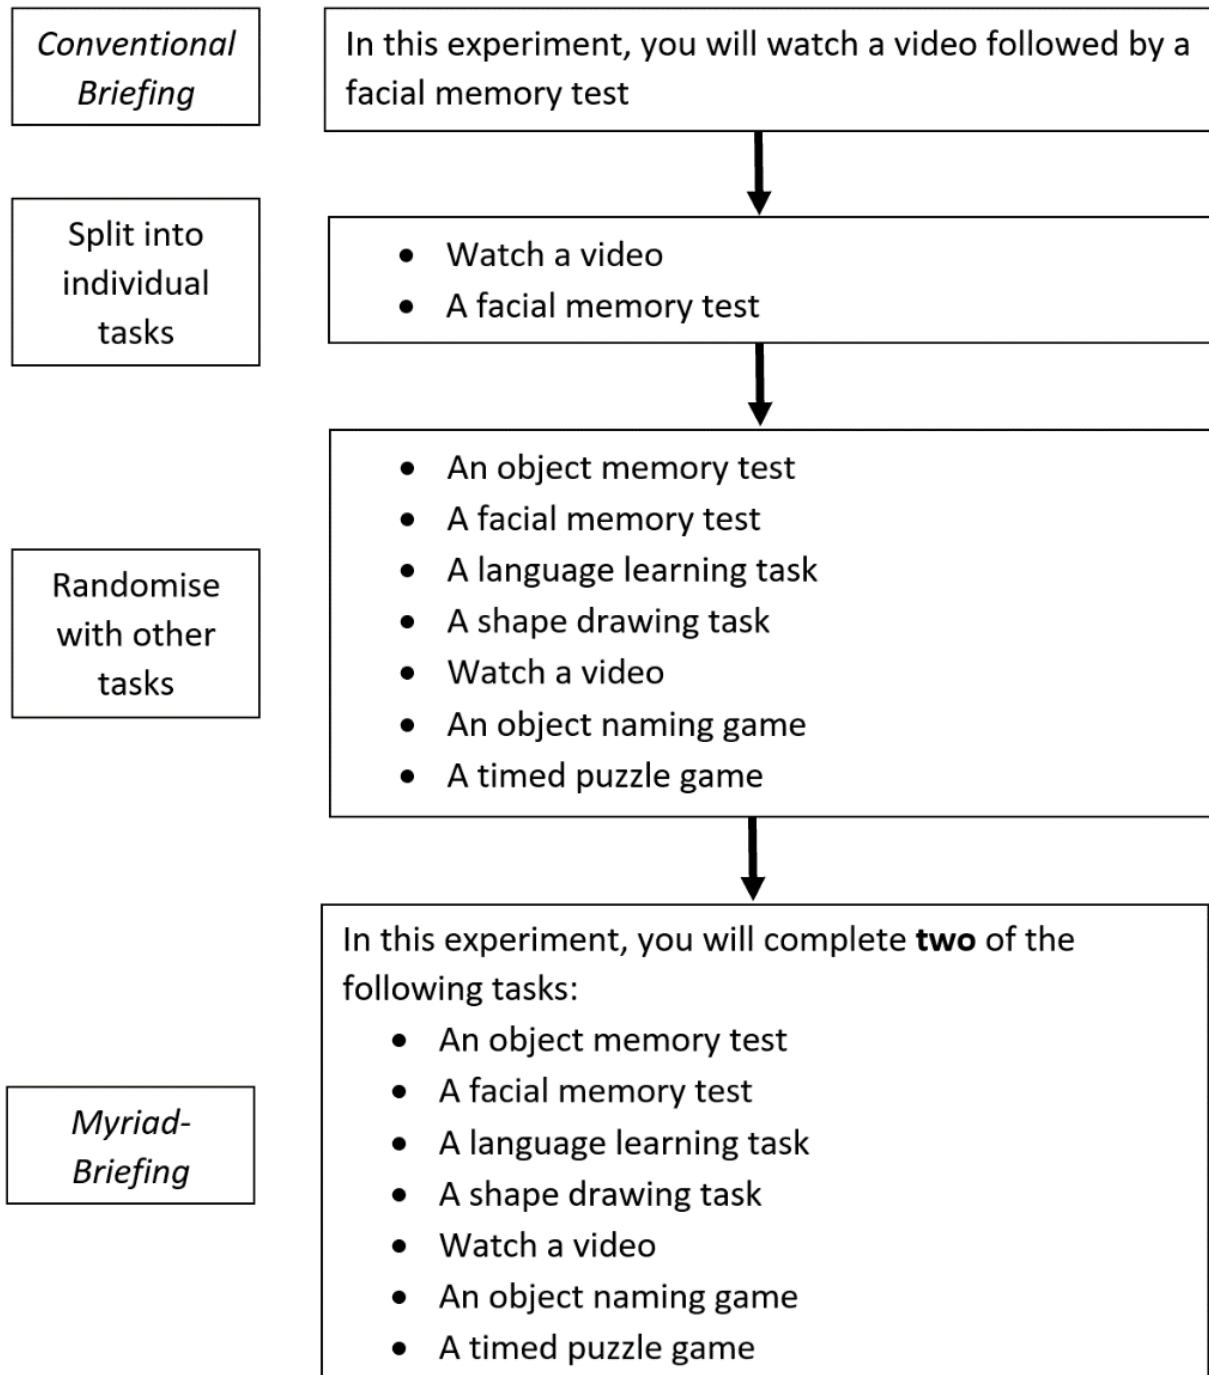 Conventional
Briefing
In this experiment, you will watch a video followed by a
facial memory test
Split into
individual
tasks
• Watch a video
• A facial memory test
Randomise
with other
tasks
• An object memory test
• A facial memory test
• A language learning task
• A shape drawing task
• Watch a video
• An object naming game
• A timed puzzle game
Myriad-
Briefing
In this experiment, you will complete two of the
following tasks:
• An object memory test
• A facial memory test
• A language learning task
• A shape drawing task
• Watch a video
• An object naming game
• A timed puzzle game